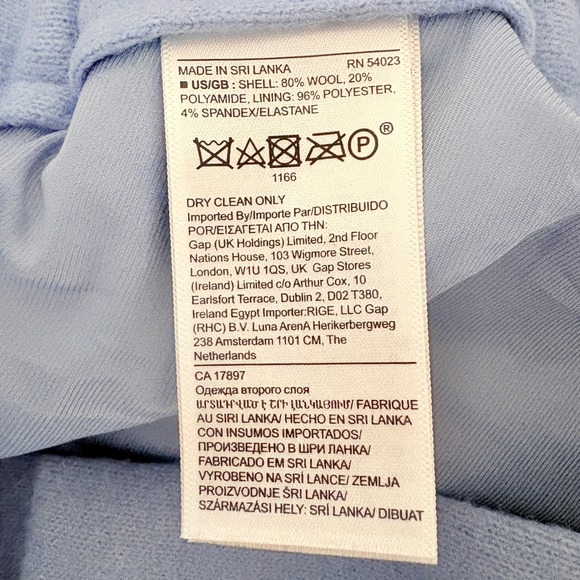 MADE IN SRI LANKA RN 54023
US/GB : SHELL: 80% WOOL, 20%
POLYAMIDE, LINING: 96% POLYESTER,
4% SPANDEX/ELASTANE
P ®
1166
DRY CLEAN ONLY
Imported By/Importe Par/DISTRIBUIDO
POR/ΕΙΣΑΓΕΤΑΙ ΑΠΟ ΤΗΝ:
Gap (UK Holdings) Limited, 2nd Floor
Nations House, 103 Wigmore Street,
London, W1U 1QS, UK Gap Stores
(Ireland) Limited c/o Arthur Cox, 10
Earlsfort Terrace, Dublin 2, D02 T380,
Ireland Egypt Importer:RIGE, LLC Gap
(RHC) B.V. Luna ArenA Herikerbergweg
238 Amsterdam 1101 CM, The
Netherlands
CA 17897
Одежда второго слоя
ԱՐՏԱԴՐՎԱԾ Է ՇՐԻ ԼԱՆԿԱՅՈՒՄ/ FABRIQUE
AU SIRI LANKA/ HECHO EN SRI LANKA
CON INSUMOS IMPORTADOS/
ПРОИЗВЕДЕНО В ШРИ ЛАНКА/
FABRICADO EM SRI LANKA/
VYROBENO NA SRÍ LANCE/ ZEMLJA
PROIZVODNJE ŠRI LANKA/
SZÁRMAZÁSI HELY: SRÍ LANKA/ DIBUAT